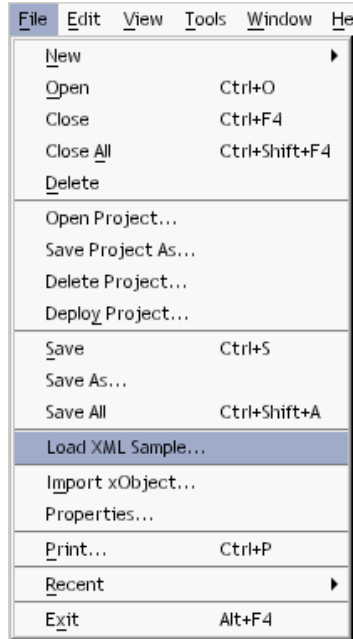 File Edit View Tools Window He
New
Open Ctrl+O
Close Ctrl+F4
Close All Ctrl+Shift+F4
Delete
Open Project...
Save Project As...
Delete Project...
Deploy Project...
Save Ctrl+S
Save As...
Save All Ctrl+Shift+A
Load XML Sample...
Import xObject...
Properties...
Print... Ctrl+P
Recent
Exit Alt+F4